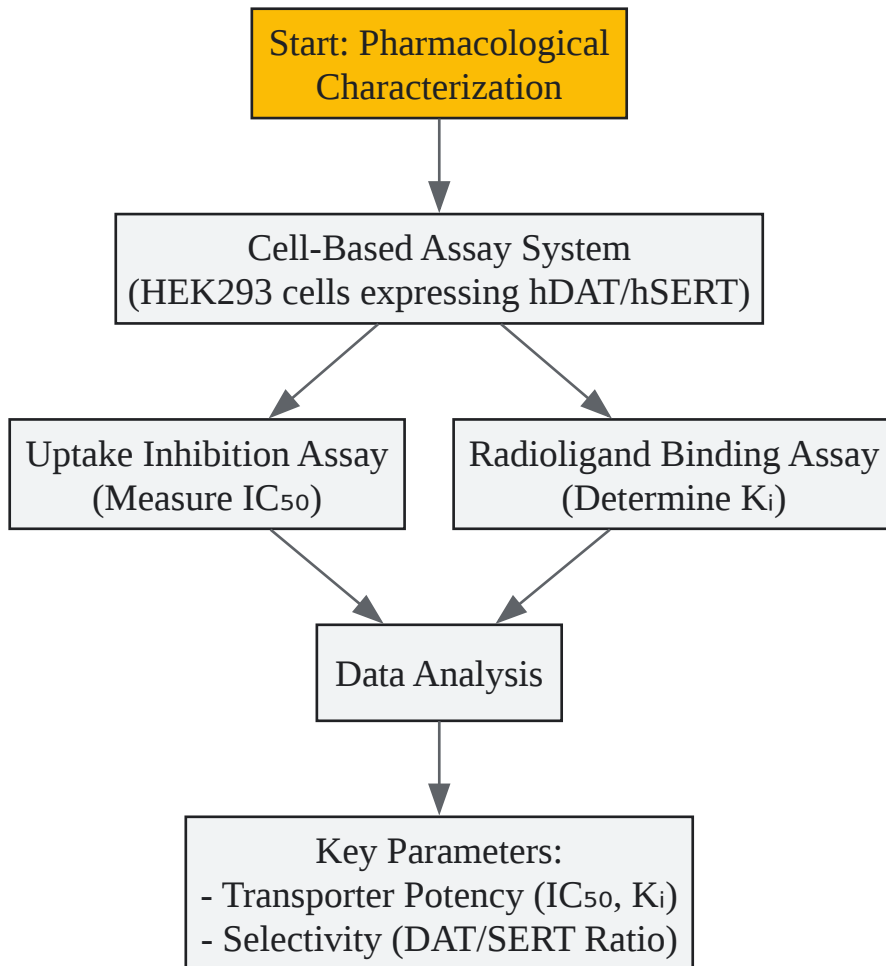 Start: Pharmacological
Characterization
Cell-Based Assay System
(HEK293 cells expressing hDAT/hSERT)
Uptake Inhibition Assay
(Measure IC₅₀)
Radioligand Binding Assay
(Determine Kᵢ)
Data Analysis
Key Parameters:
- Transporter Potency (IC₅₀, Kᵢ)
- Selectivity (DAT/SERT Ratio)